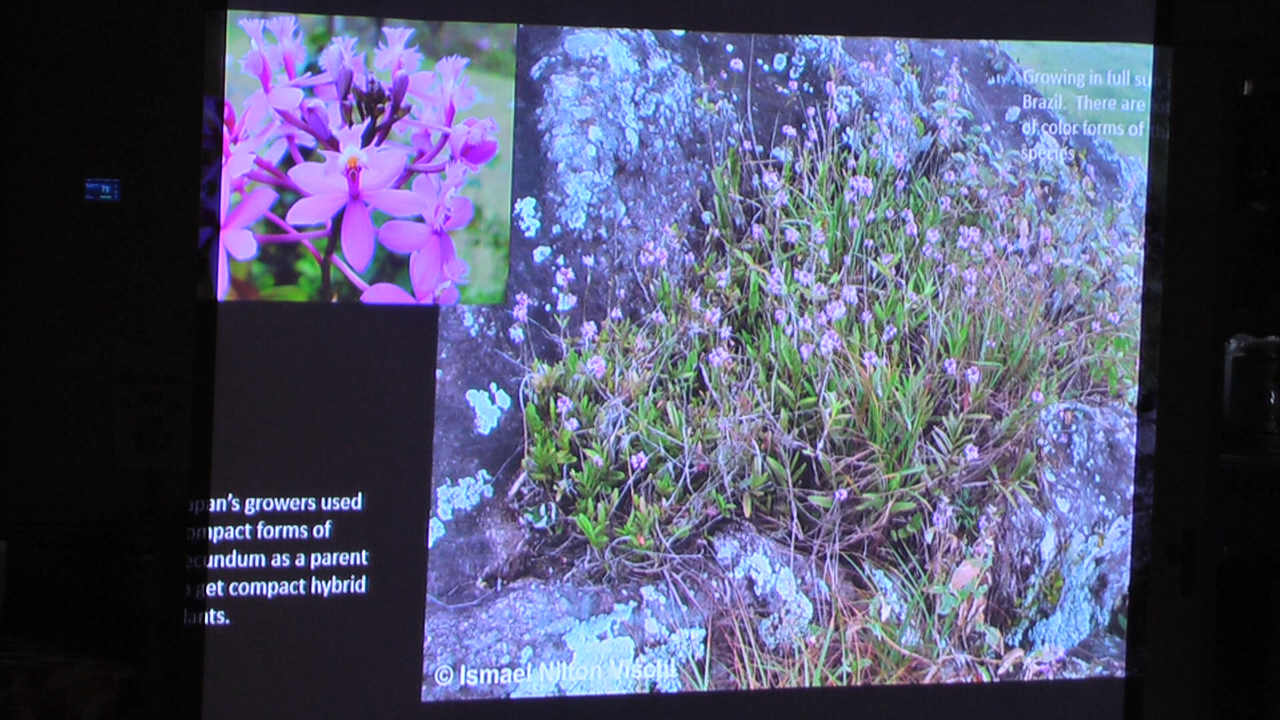 Growing in full su
Brazil. There are
of color forms of
species
apan's growers used
ompact forms of
ecundum as a parent
get compact hybrid
lants.
© Ismael Nilton